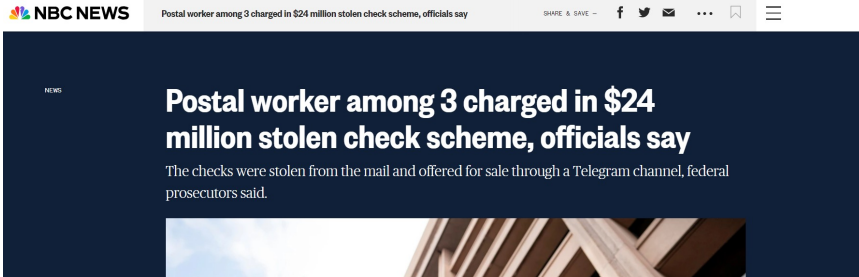 NBC NEWS
Postal worker among 3 charged in $24 million stolen check scheme, officials say
SHARE & SAVE —
NEWS
Postal worker among 3 charged in $24
million stolen check scheme, officials say
The checks were stolen from the mail and offered for sale through a Telegram channel, federal
prosecutors said.